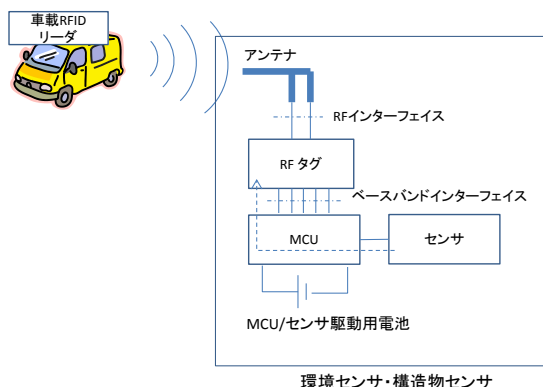 車載RFID
リーダ
アンテナ
RFインターフェイス
RF タグ
ベースバンドインターフェイス
MCU
センサ
MCU/センサ駆動用電池
環境センサ・構造物センサ